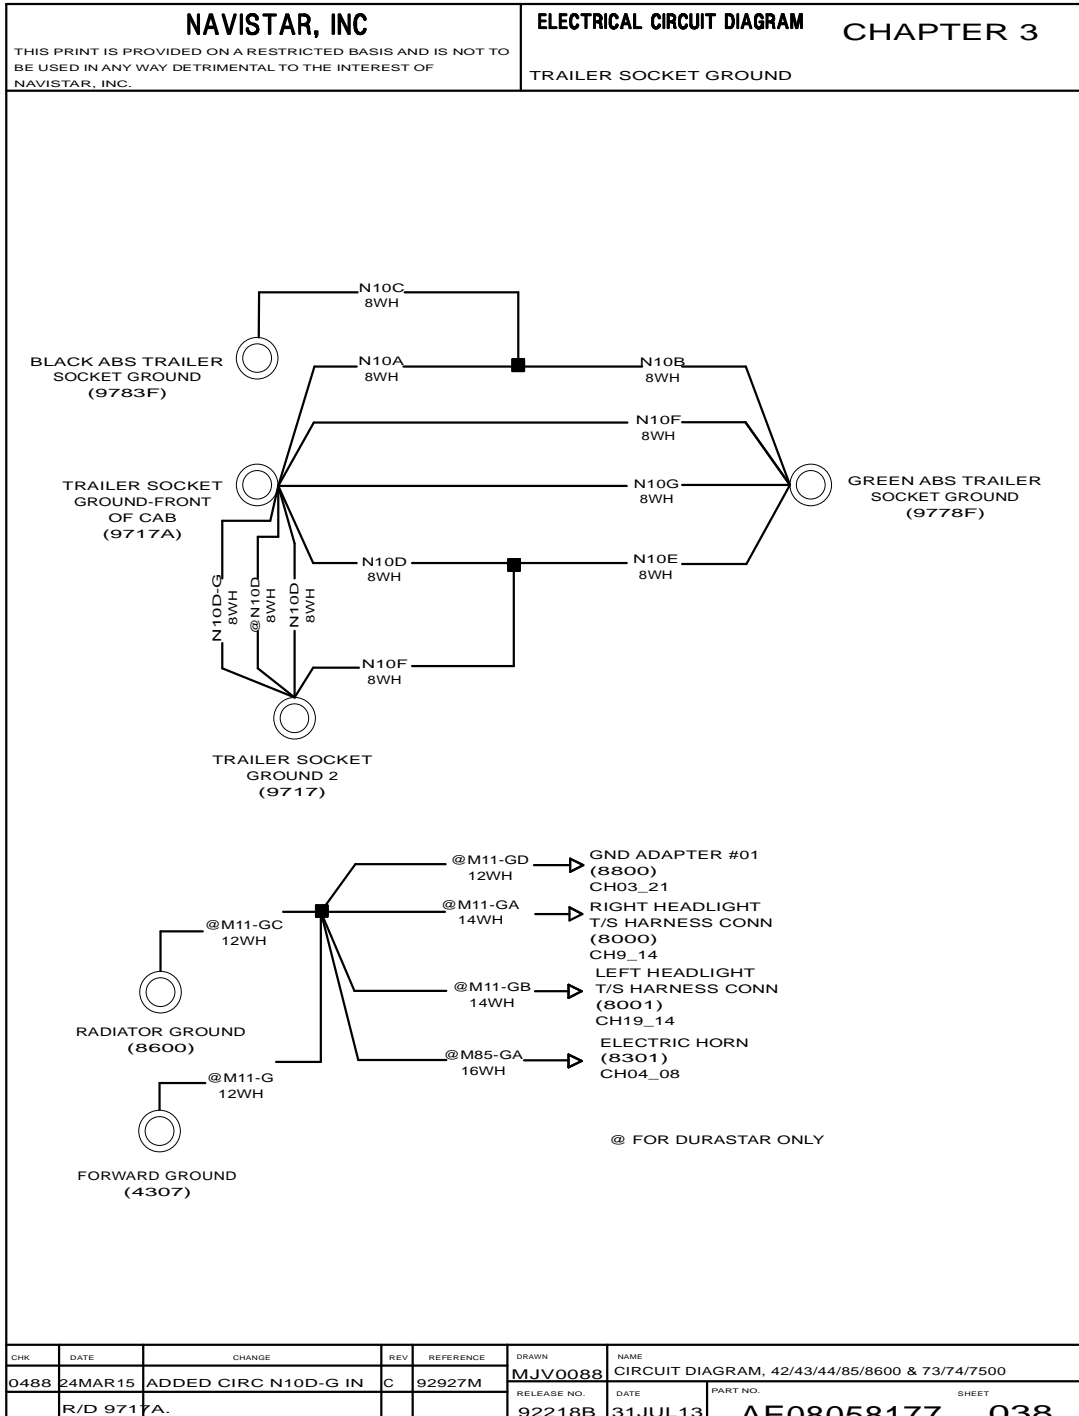 NAVISTAR, INC
THIS PRINT IS PROVIDED ON A RESTRICTED BASIS AND IS NOT TO
BE USED IN ANY WAY DETRIMENTAL TO THE INTEREST OF
NAVISTAR, INC.
ELECTRICAL CIRCUIT DIAGRAM
CHAPTER 3
TRAILER SOCKET GROUND
N10C
8WH
BLACK ABS TRAILER
SOCKET GROUND
(9783F)
N10A
8WH
N10B
8WH
N10F
8WH
TRAILER SOCKET
GROUND-FRONT
OF CAB
(9717A)
N10G
8WH
GREEN ABS TRAILER
SOCKET GROUND
(9778F)
N10D
8WH
N10E
8WH
N10D-G
8WH
@N10D
8WH
N10D
8WH
N10F
8WH
TRAILER SOCKET
GROUND 2
(9717)
@M11-GD
12WH
GND ADAPTER #01
(8800)
CH03_21
@M11-GA
14WH
RIGHT HEADLIGHT
T/S HARNESS CONN
(8000)
CH9_14
@M11-GC
12WH
@M11-GB
14WH
LEFT HEADLIGHT
T/S HARNESS CONN
(8001)
CH19_14
RADIATOR GROUND
(8600)
@M85-GA
16WH
ELECTRIC HORN
(8301)
CH04_08
@M11-G
12WH
@ FOR DURASTAR ONLY
FORWARD GROUND
(4307)
CHK DATE CHANGE REV REFERENCE
0488 24MAR15 ADDED CIRC N10D-G IN C 92927M
R/D 9717A.
DRAWN
MJV0088
NAME
CIRCUIT DIAGRAM, 42/43/44/85/8600 & 73/74/7500
RELEASE NO.
92218B
DATE
31JUL13
PART NO.
AE08058177
SHEET
038